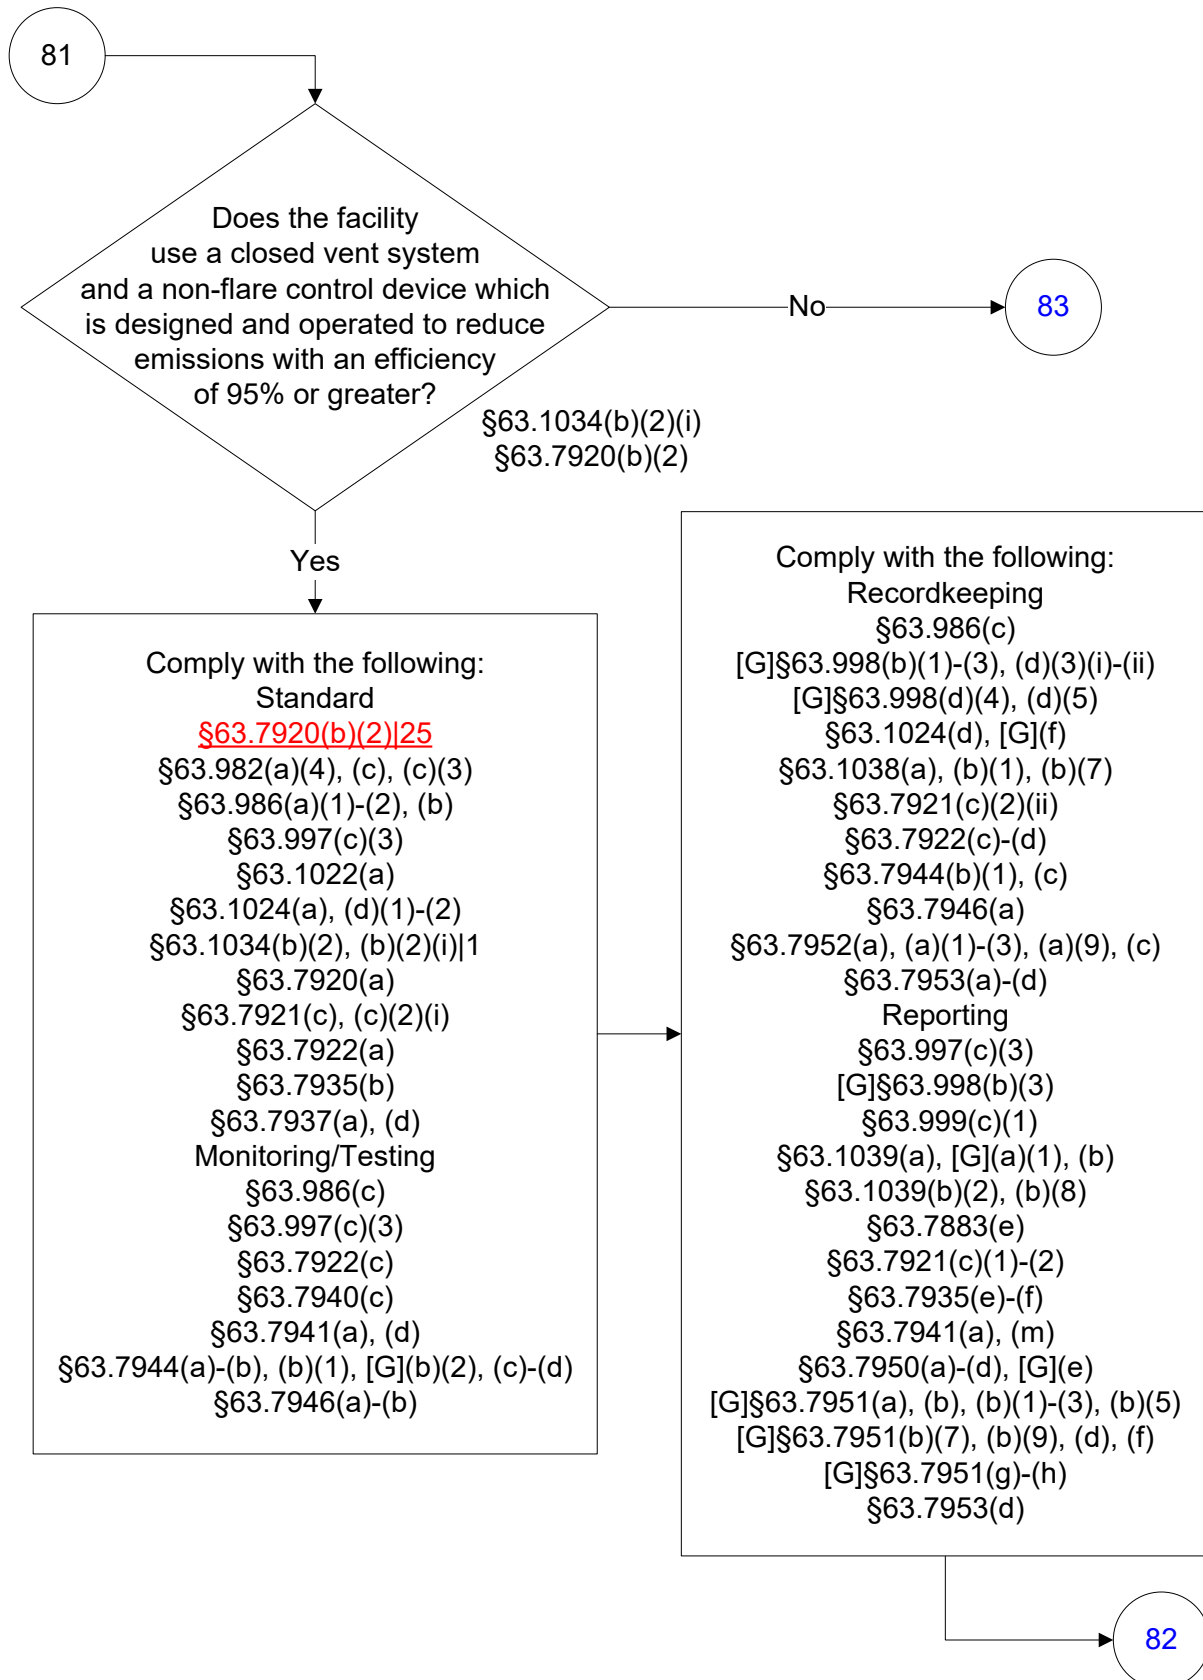 81
Does the facility
use a closed vent system
and a non-flare control device which
is designed and operated to reduce
emissions with an efficiency
of 95% or greater?
No
83
§63.1034(b)(2)(i)
§63.7920(b)(2)
Yes
Comply with the following:
Standard
§63.7920(b)(2)|25
§63.982(a)(4), (c), (c)(3)
§63.986(a)(1)-(2), (b)
§63.997(c)(3)
§63.1022(a)
§63.1024(a), (d)(1)-(2)
§63.1034(b)(2), (b)(2)(i)|1
§63.7920(a)
§63.7921(c), (c)(2)(i)
§63.7922(a)
§63.7935(b)
§63.7937(a), (d)
Monitoring/Testing
§63.986(c)
§63.997(c)(3)
§63.7922(c)
§63.7940(c)
§63.7941(a), (d)
§63.7944(a)-(b), (b)(1), [G](b)(2), (c)-(d)
§63.7946(a)-(b)
Comply with the following:
Recordkeeping
§63.986(c)
[G]§63.998(b)(1)-(3), (d)(3)(i)-(ii)
[G]§63.998(d)(4), (d)(5)
§63.1024(d), [G](f)
§63.1038(a), (b)(1), (b)(7)
§63.7921(c)(2)(ii)
§63.7922(c)-(d)
§63.7944(b)(1), (c)
§63.7946(a)
§63.7952(a), (a)(1)-(3), (a)(9), (c)
§63.7953(a)-(d)
Reporting
§63.997(c)(3)
[G]§63.998(b)(3)
§63.999(c)(1)
§63.1039(a), [G](a)(1), (b)
§63.1039(b)(2), (b)(8)
§63.7883(e)
§63.7921(c)(1)-(2)
§63.7935(e)-(f)
§63.7941(a), (m)
§63.7950(a)-(d), [G](e)
[G]§63.7951(a), (b), (b)(1)-(3), (b)(5)
[G]§63.7951(b)(7), (b)(9), (d), (f)
[G]§63.7951(g)-(h)
§63.7953(d)
82